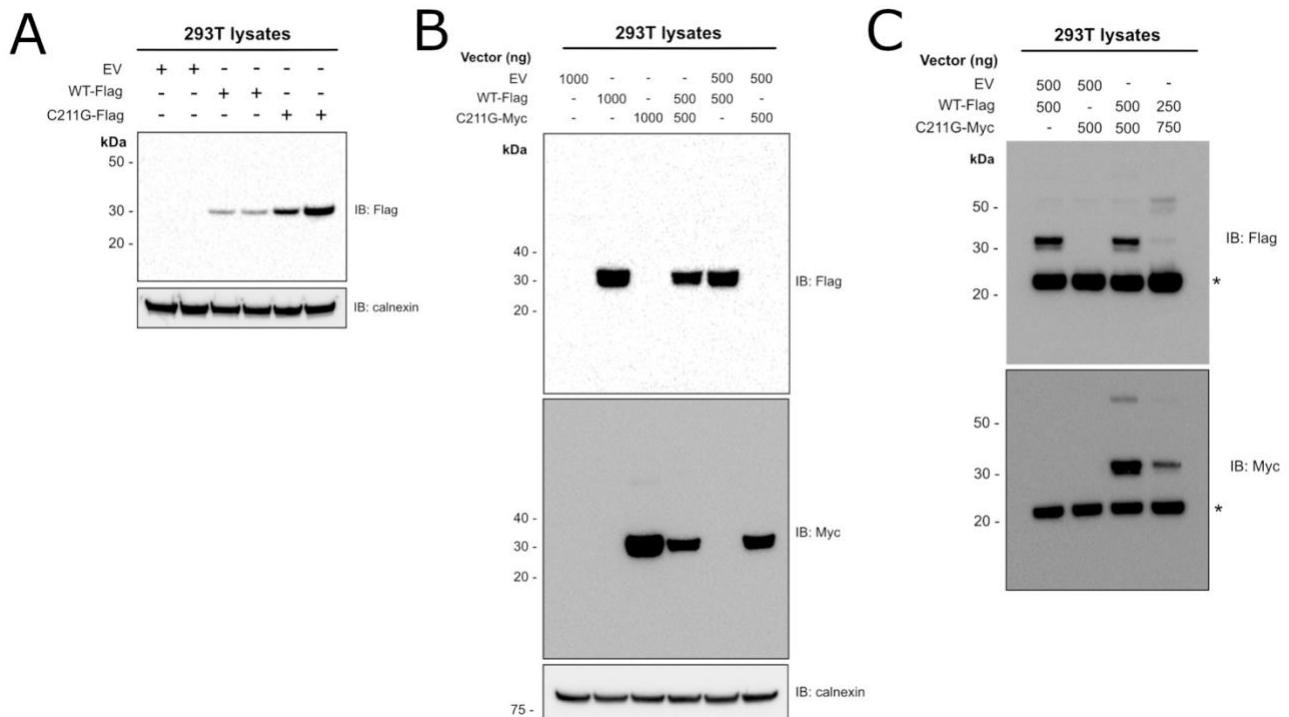 A
293T lysates
EV + + - - - -
WT-Flag - - + + - -
C211G-Flag - - - - + +
kDa
50 -
30 -
20 -
IB: Flag
IB: calnexin
B
293T lysates
Vector (ng)
EV 1000 - - - 500 500
WT-Flag - 1000 - 500 500 -
C211G-Myc - - 1000 500 - 500
kDa
40 -
30 -
20 -
IB: Flag
40 -
30 -
20 -
IB: Myc
75 -
IB: calnexin
C
293T lysates
Vector (ng)
EV 500 500 - -
WT-Flag 500 - 500 250
C211G-Myc - 500 500 750
kDa
50 -
30 -
20 -
IB: Flag
*
50 -
30 -
20 -
IB: Myc
*